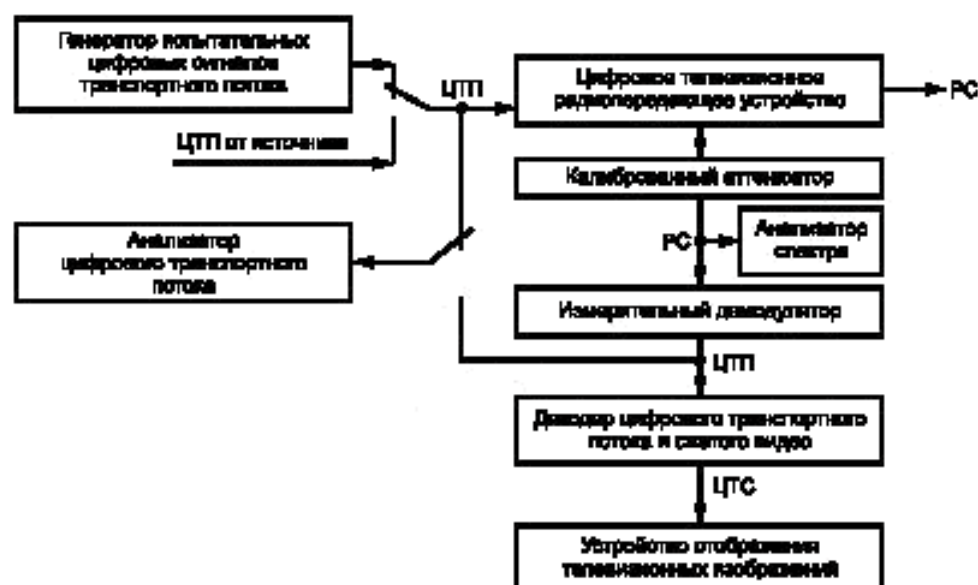 Генератор испытательных
цифровых сигналов
транспортного потока
ЦТП
Цифровое телевизионное
радиопередающее устройство
РС
ЦТП от источника
Калиброванный аттенюатор
Анализатор
цифрового транспортного
потока
РС
Анализатор
спектра
Измерительный демодулятор
ЦТП
Декодер цифрового транспортного
потока и сжатого видео
ЦТС
Устройство отображения
телевизионных изображений